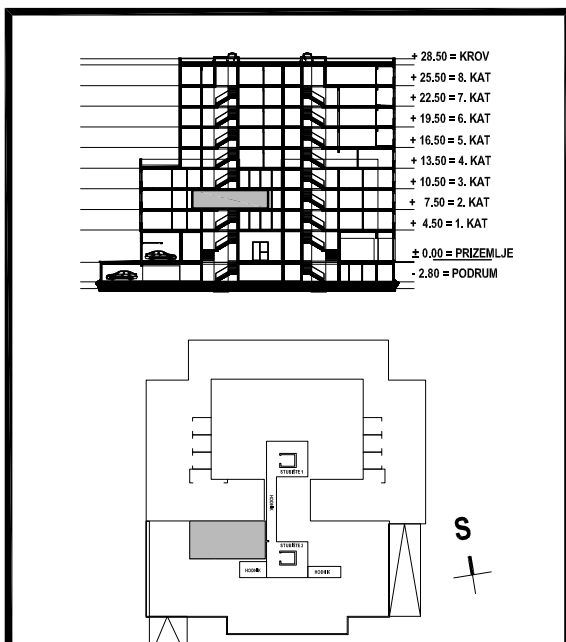 + 28.50 = KROV
+ 25.50 = 8. KAT
+ 22.50 = 7. KAT
+ 19.50 = 6. KAT
+ 16.50 = 5. KAT
+ 13.50 = 4. KAT
+ 10.50 = 3. KAT
+ 7.50 = 2. KAT
+ 4.50 = 1. KAT
± 0.00 = PRIZEMLJE
- 2.80 = PODRUM
STUBIŠTE 1
HODNIK
STUBIŠTE 2
HODNIK
HODNIK
S